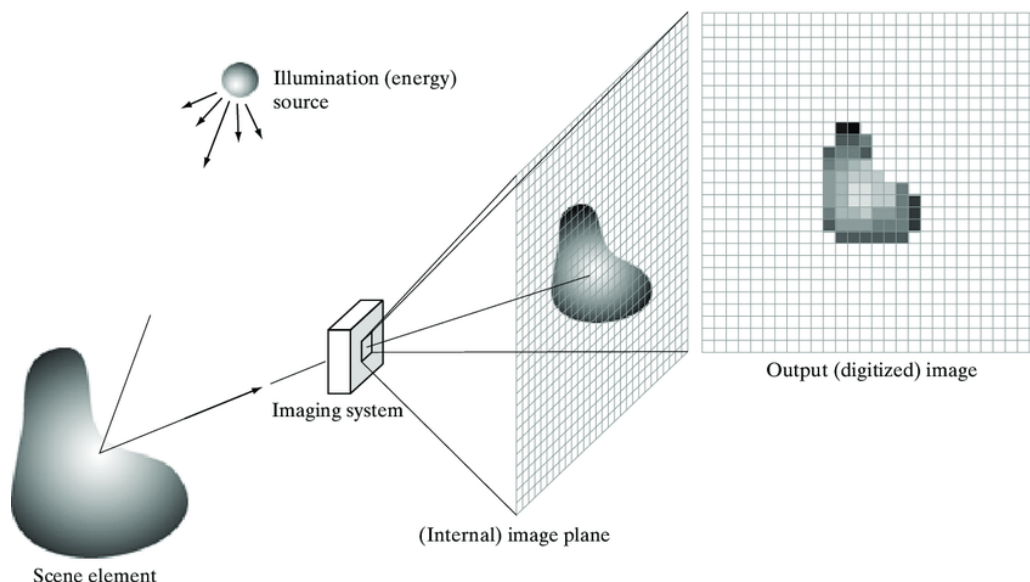 Illumination (energy)
source
Output (digitized) image
Imaging system
(Internal) image plane
Scene element